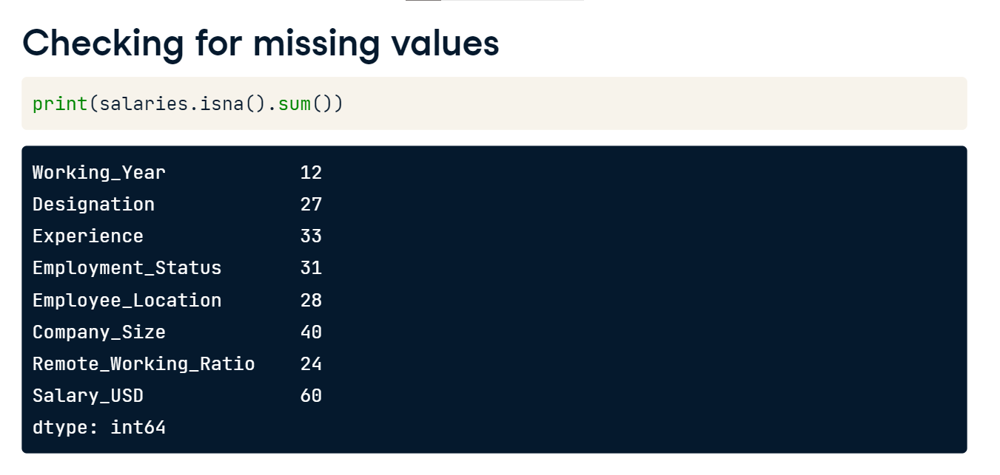 Checking for missing values
print(salaries.isna().sum())
Working_Year            12
Designation             27
Experience              33
Employment_Status       31
Employee_Location       28
Company_Size            40
Remote_Working_Ratio    24
Salary_USD              60
dtype: int64